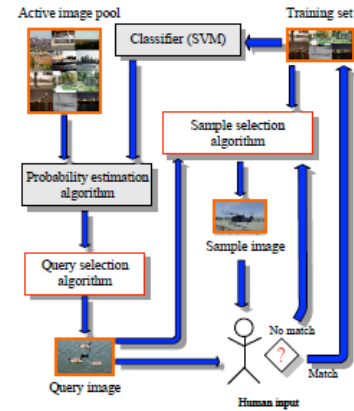 Active image pool
Training set
Classifier (SVM)
Sample selection
algorithm
Probability estimation
algorithm
Sample image
Query selection
algorithm
No match
?
Match
Query image
Human input